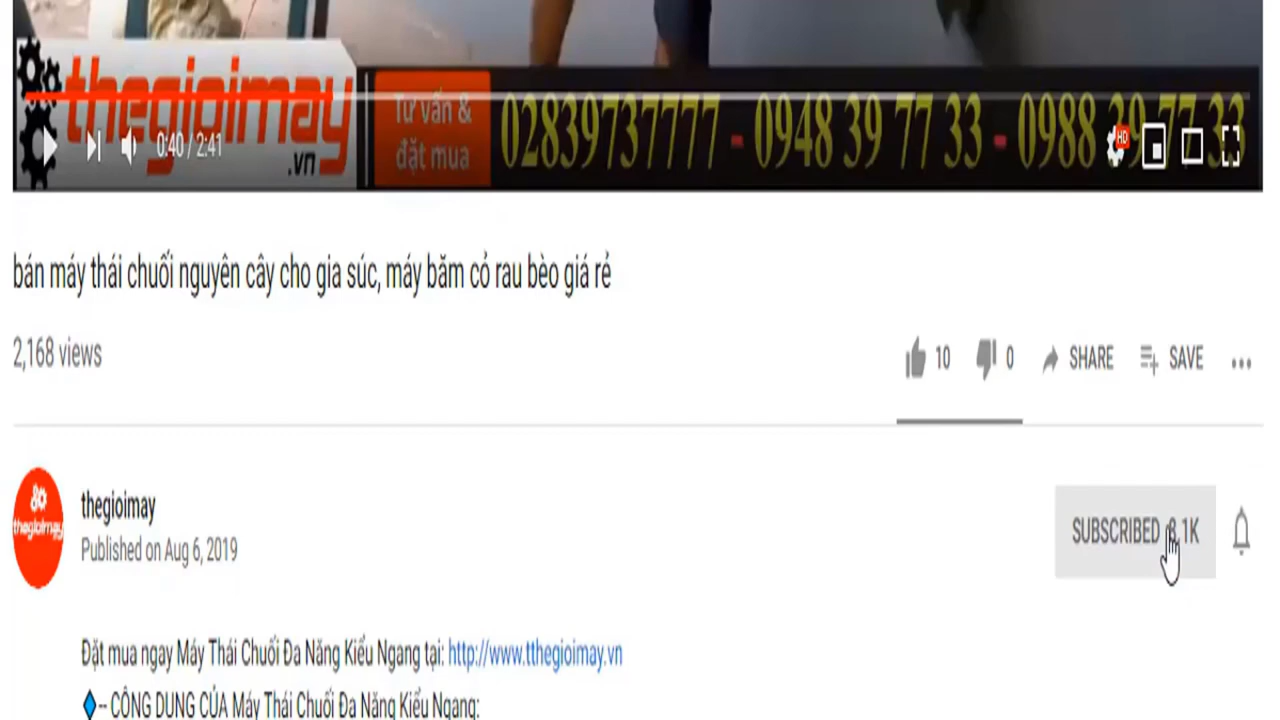 thegioimay
.vn
Tư vấn &
đặt mua
02839737777 - 0948 39 77 33 - 0988 39 77 33
0:40 / 2:41
HD
bán máy thái chuối nguyên cây cho gia súc, máy băm cỏ rau bèo giá rẻ
2,168 views
10 0 SHARE SAVE
thegioimay
thegioimay
Published on Aug 6, 2019
SUBSCRIBED
Đặt mua ngay Máy Thái Chuối Đa Năng Kiểu Ngang tại: http://www.tthegioimay.vn
-- CÔNG DỤNG CỦA Máy Thái Chuối Đa Năng Kiểu Ngang: